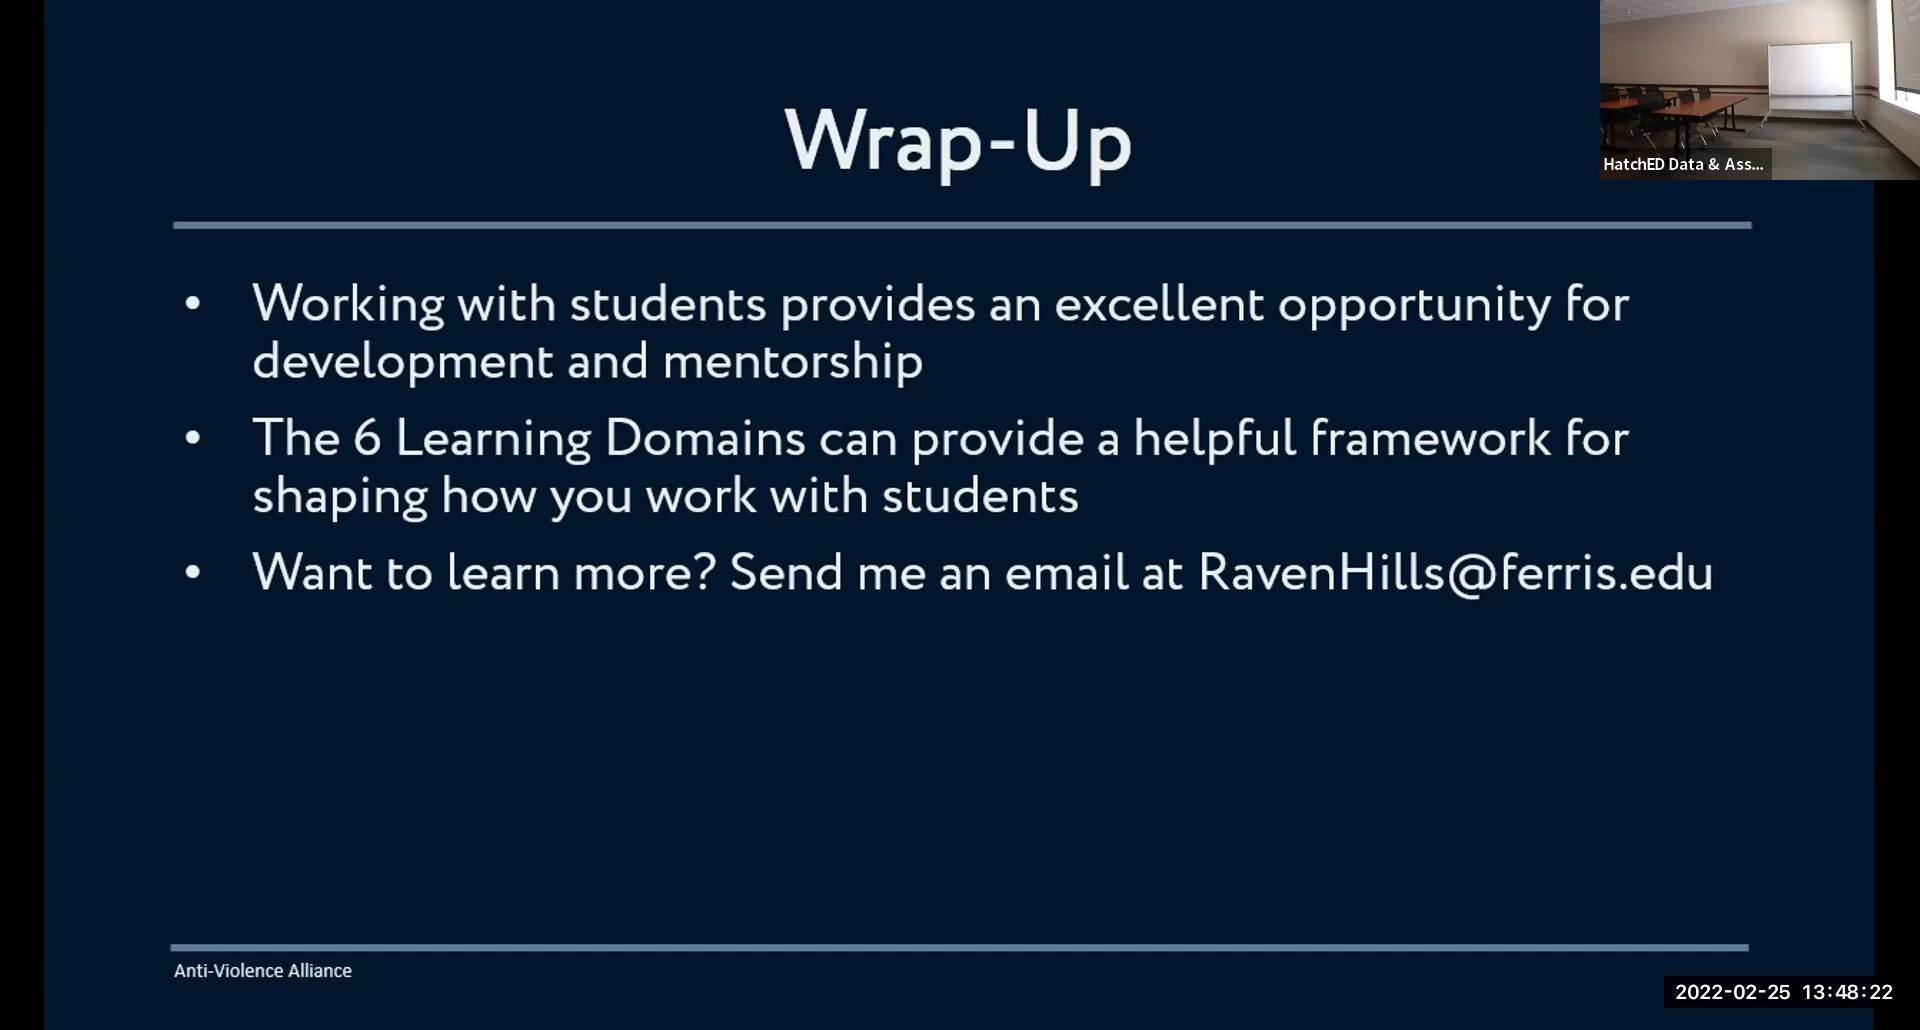 Wrap-Up
HatchED Data & Ass...
• Working with students provides an excellent opportunity for
development and mentorship
• The 6 Learning Domains can provide a helpful framework for
shaping how you work with students
• Want to learn more? Send me an email at RavenHills@ferris.edu
Anti-Violence Alliance
2022-02-25 13:48:22